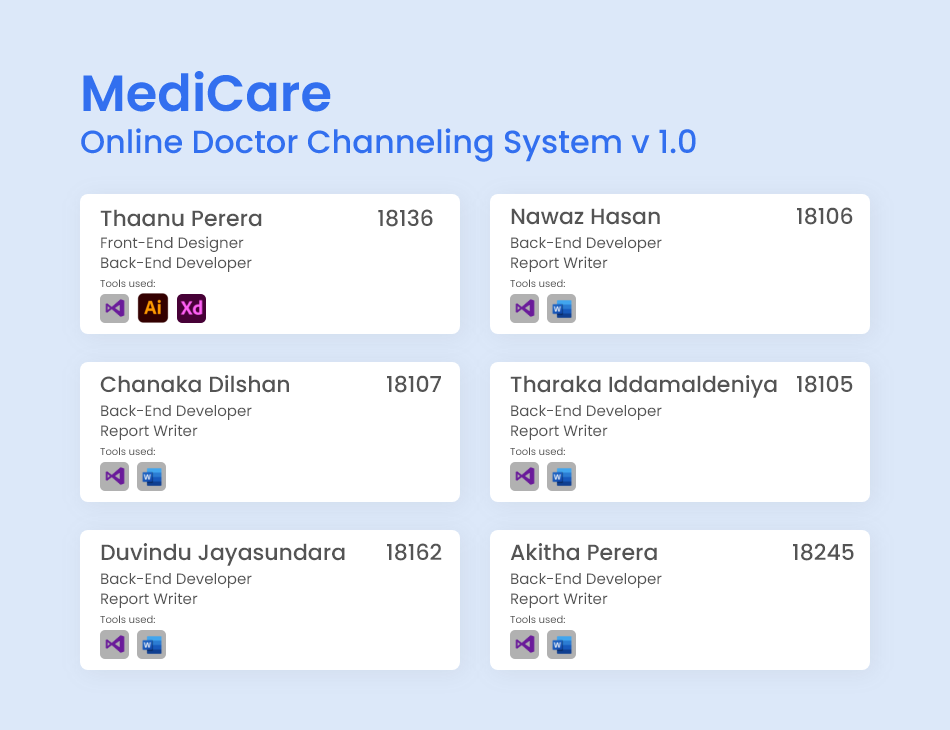 MediCare
Online Doctor Channeling System v 1.0
Thaanu Perera 18136
Front-End Designer
Back-End Developer
Tools used:
Ai Xd
Nawaz Hasan 18106
Back-End Developer
Report Writer
Tools used:
W
Chanaka Dilshan 18107
Back-End Developer
Report Writer
Tools used:
W
Tharaka Iddamaldeniya 18105
Back-End Developer
Report Writer
Tools used:
W
Duvindu Jayasundara 18162
Back-End Developer
Report Writer
Tools used:
W
Akitha Perera 18245
Back-End Developer
Report Writer
Tools used:
W